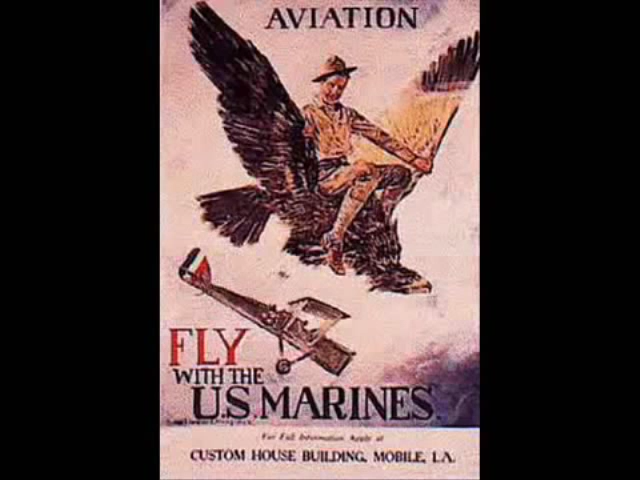 AVIATION
FLY
WITH THE
U.S. MARINES.
For Full Information Apply at
CUSTOM HOUSE BUILDING, MOBILE, LA.